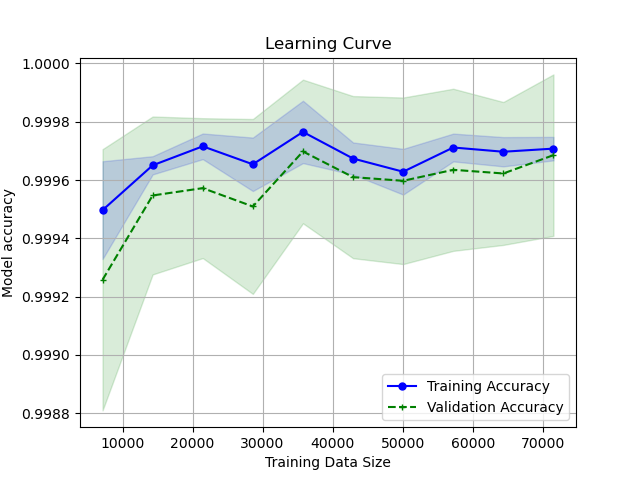 Learning Curve
1.0000
0.9998
0.9996
0.9994
0.9992
0.9990
0.9988
Model accuracy
Training Accuracy
Validation Accuracy
10000 20000 30000 40000 50000 60000 70000
Training Data Size